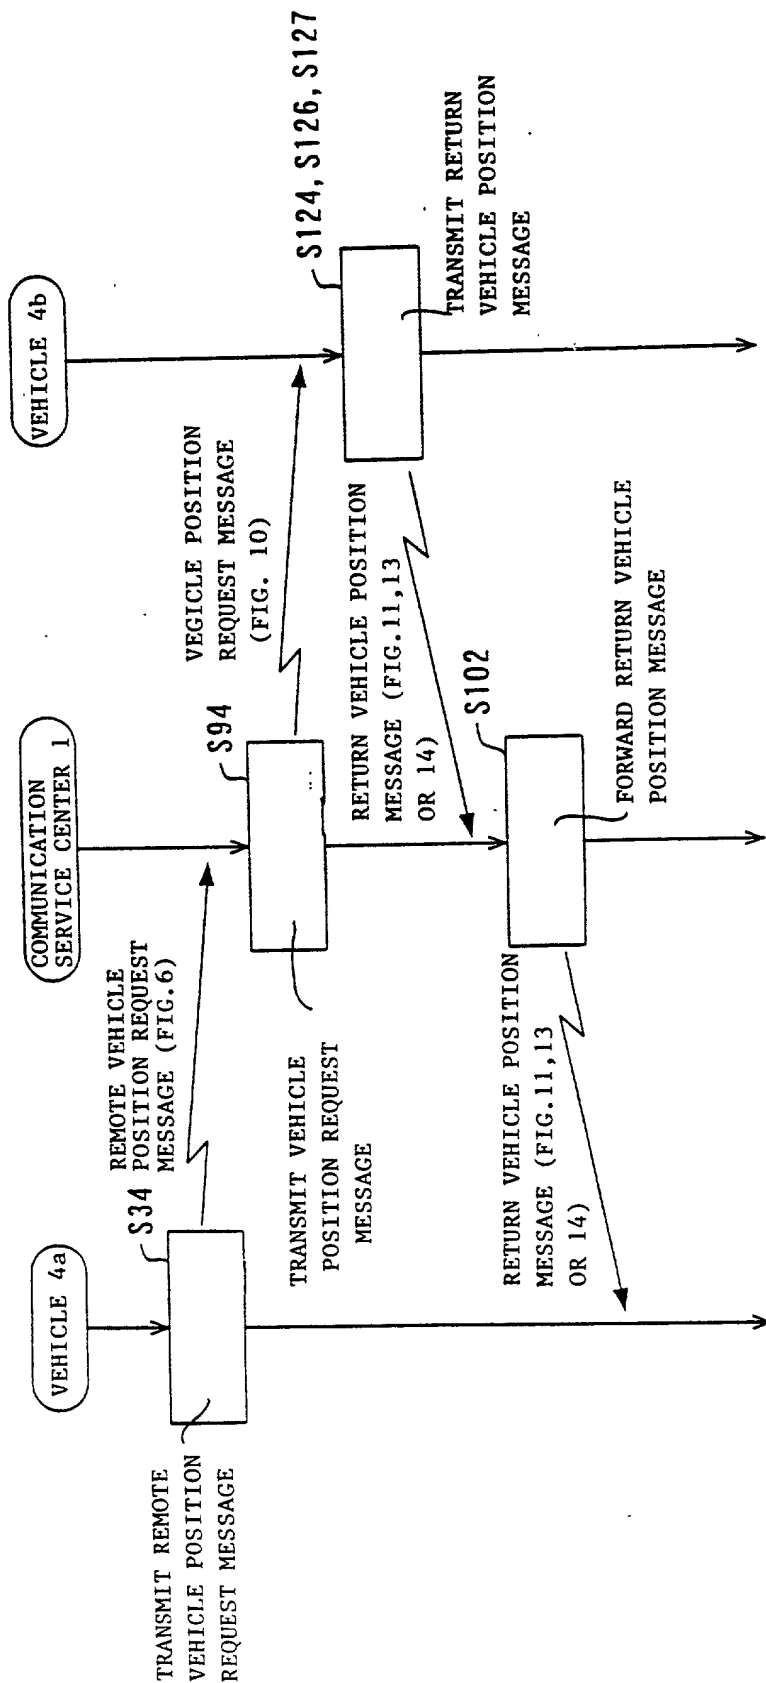 VEHICLE 4a
COMMUNICATION
SERVICE CENTER 1
VEHICLE 4b
S34
TRANSMIT REMOTE
VEHICLE POSITION
REQUEST MESSAGE
REMOTE VEHICLE
POSITION REQUEST
MESSAGE (FIG.6)
S94
TRANSMIT VEHICLE
POSITION REQUEST
MESSAGE
VEGICLE POSITION
REQUEST MESSAGE
(FIG. 10)
S124, S126, S127
TRANSMIT RETURN
VEHICLE POSITION
MESSAGE
RETURN VEHICLE POSITION
MESSAGE (FIG.11,13
OR 14)
S102
FORWARD RETURN VEHICLE
POSITION MESSAGE
RETURN VEHICLE POSITION
MESSAGE (FIG.11,13
OR 14)